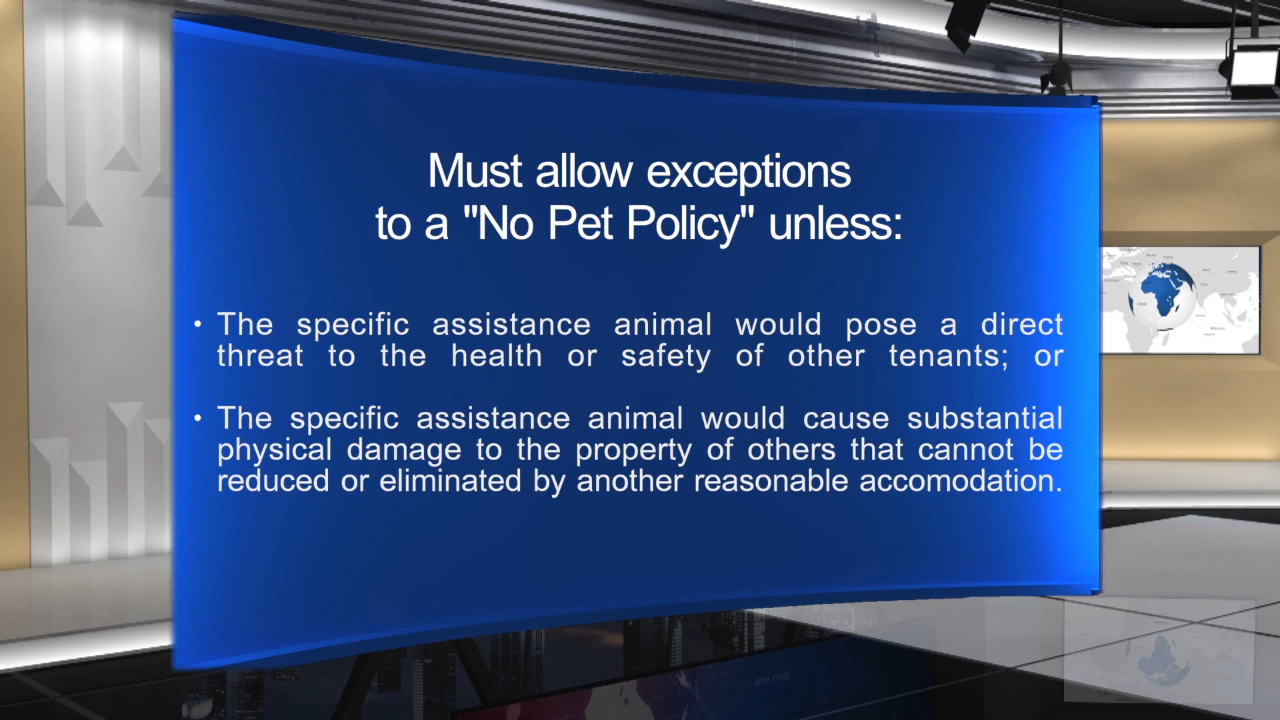 Must allow exceptions
to a "No Pet Policy" unless:
• The specific assistance animal would pose a direct
threat to the health or safety of other tenants; or
• The specific assistance animal would cause substantial
physical damage to the property of others that cannot be
reduced or eliminated by another reasonable accomodation.